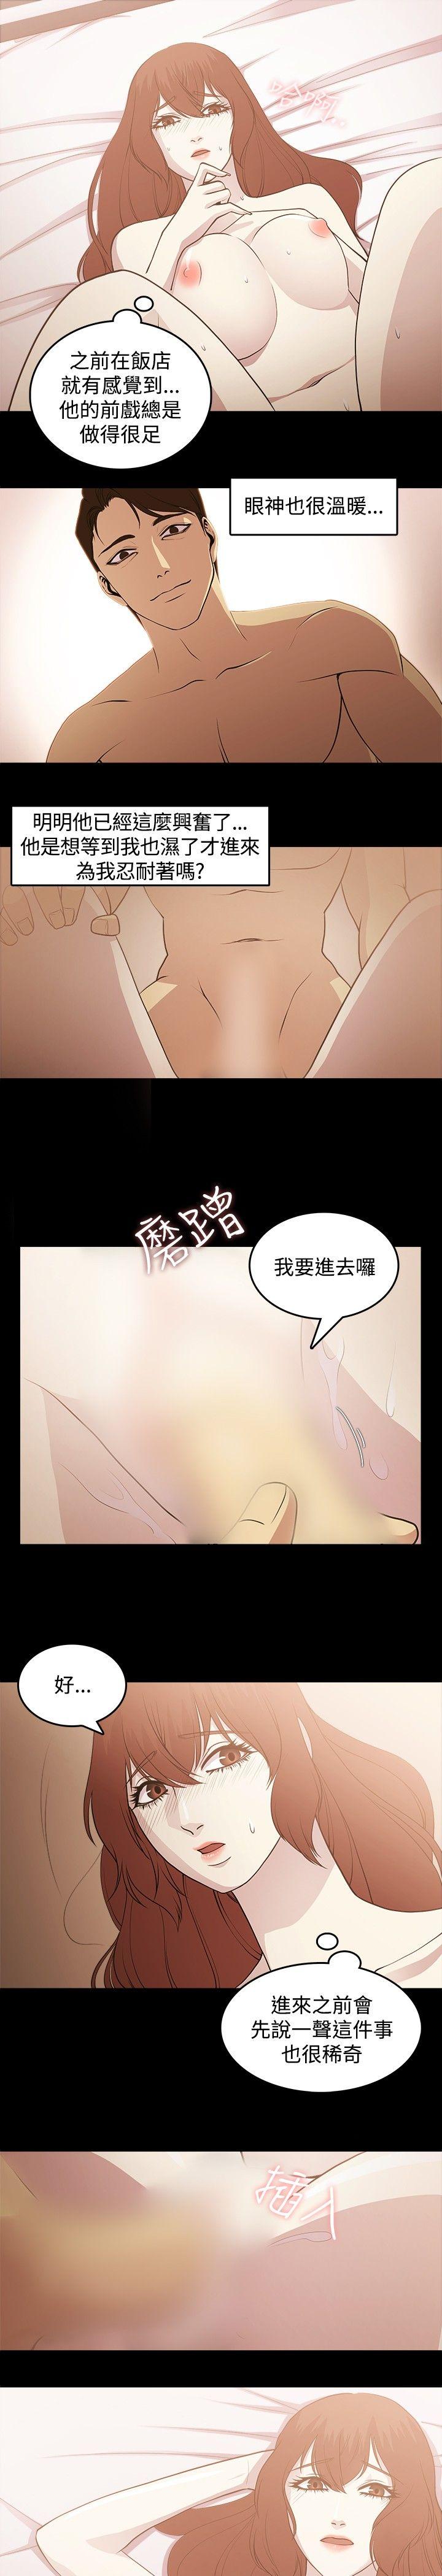 哈啊..
之前在飯店
就有感覺到...
他的前戲總是
做得很足
眼神也很溫暖...
明明他已經這麼興奮了...
他是想等到我也濕了才進來
為我忍耐著嗎?
磨蹭
我要進去囉
好...
進來之前會
先說一聲這件事
也很稀奇
插入